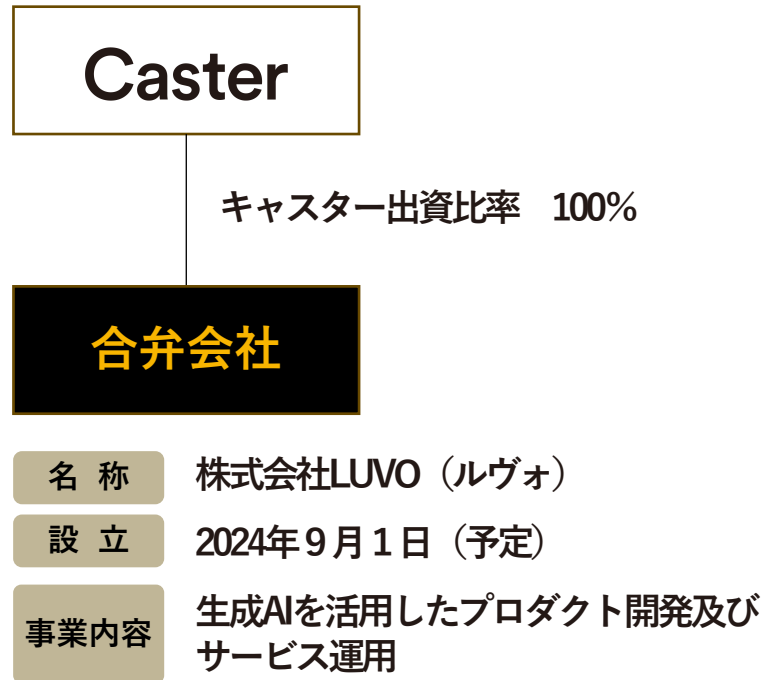 Caster
キャスター出資比率　100%
合弁会社
名 称
株式会社LUVO（ルヴォ）
設 立
2024年９月１日（予定）
事業内容
生成AIを活用したプロダクト開発及び
サービス運用